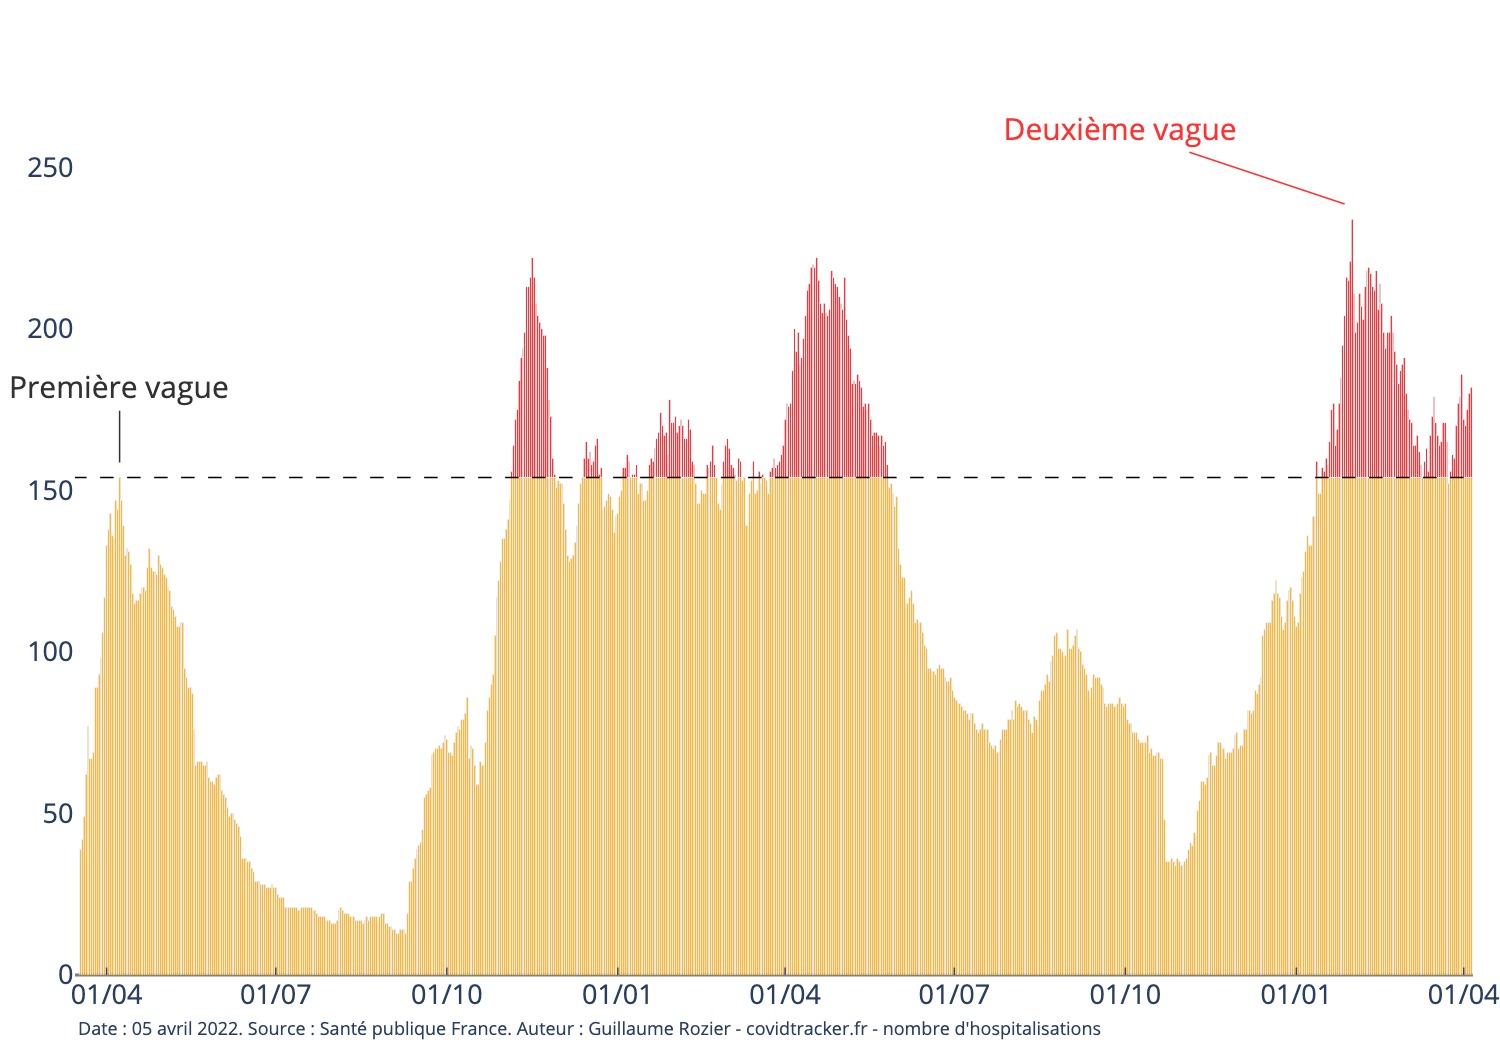 Deuxième vague
250
200
Première vague
150
100
50
0
01/04 01/07 01/10 01/01 01/04 01/07 01/10 01/01 01/04
Date : 05 avril 2022. Source : Santé publique France. Auteur : Guillaume Rozier - covidtracker.fr - nombre d'hospitalisations